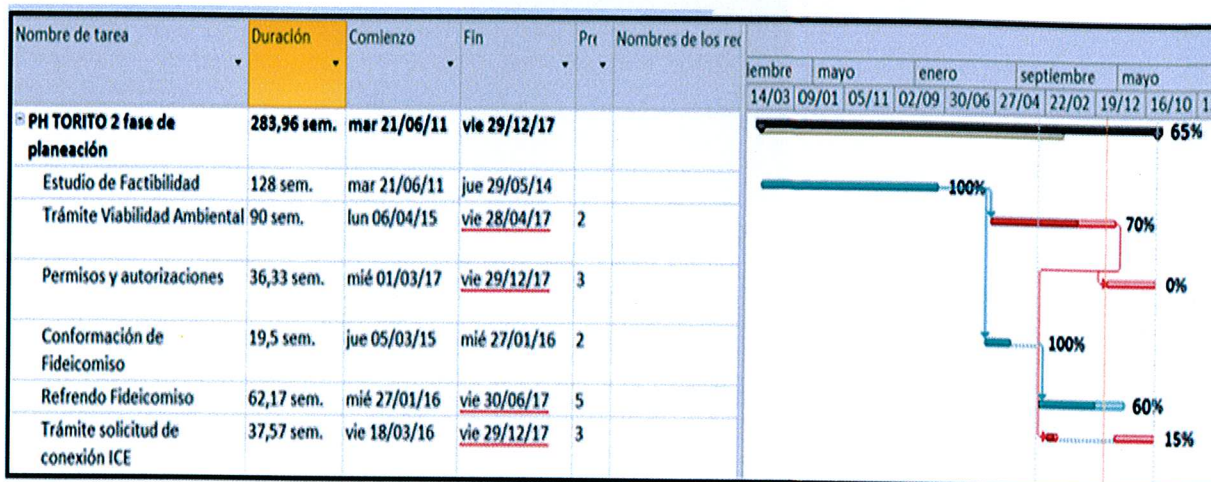 Nombre de tarea Duración Comienzo Fin Pre Nombres de los rec
iembre mayo enero septiembre mayo
14/03 09/01 05/11 02/09 30/06 27/04 22/02 19/12 16/10 1
PH TORITO 2 fase de 283,96 sem. mar 21/06/11 vie 29/12/17 65%
planeación
Estudio de Factibilidad 128 sem. mar 21/06/11 jue 29/05/14 100%
Trámite Viabilidad Ambiental 90 sem. lun 06/04/15 vie 28/04/17 2 70%
Permisos y autorizaciones 36,33 sem. mié 01/03/17 vie 29/12/17 3 0%
Conformación de 19,5 sem. jue 05/03/15 mié 27/01/16 2 100%
Fideicomiso
Refrendo Fideicomiso 62,17 sem. mié 27/01/16 vie 30/06/17 5 60%
Trámite solicitud de 37,57 sem. vie 18/03/16 vie 29/12/17 3 15%
conexión ICE